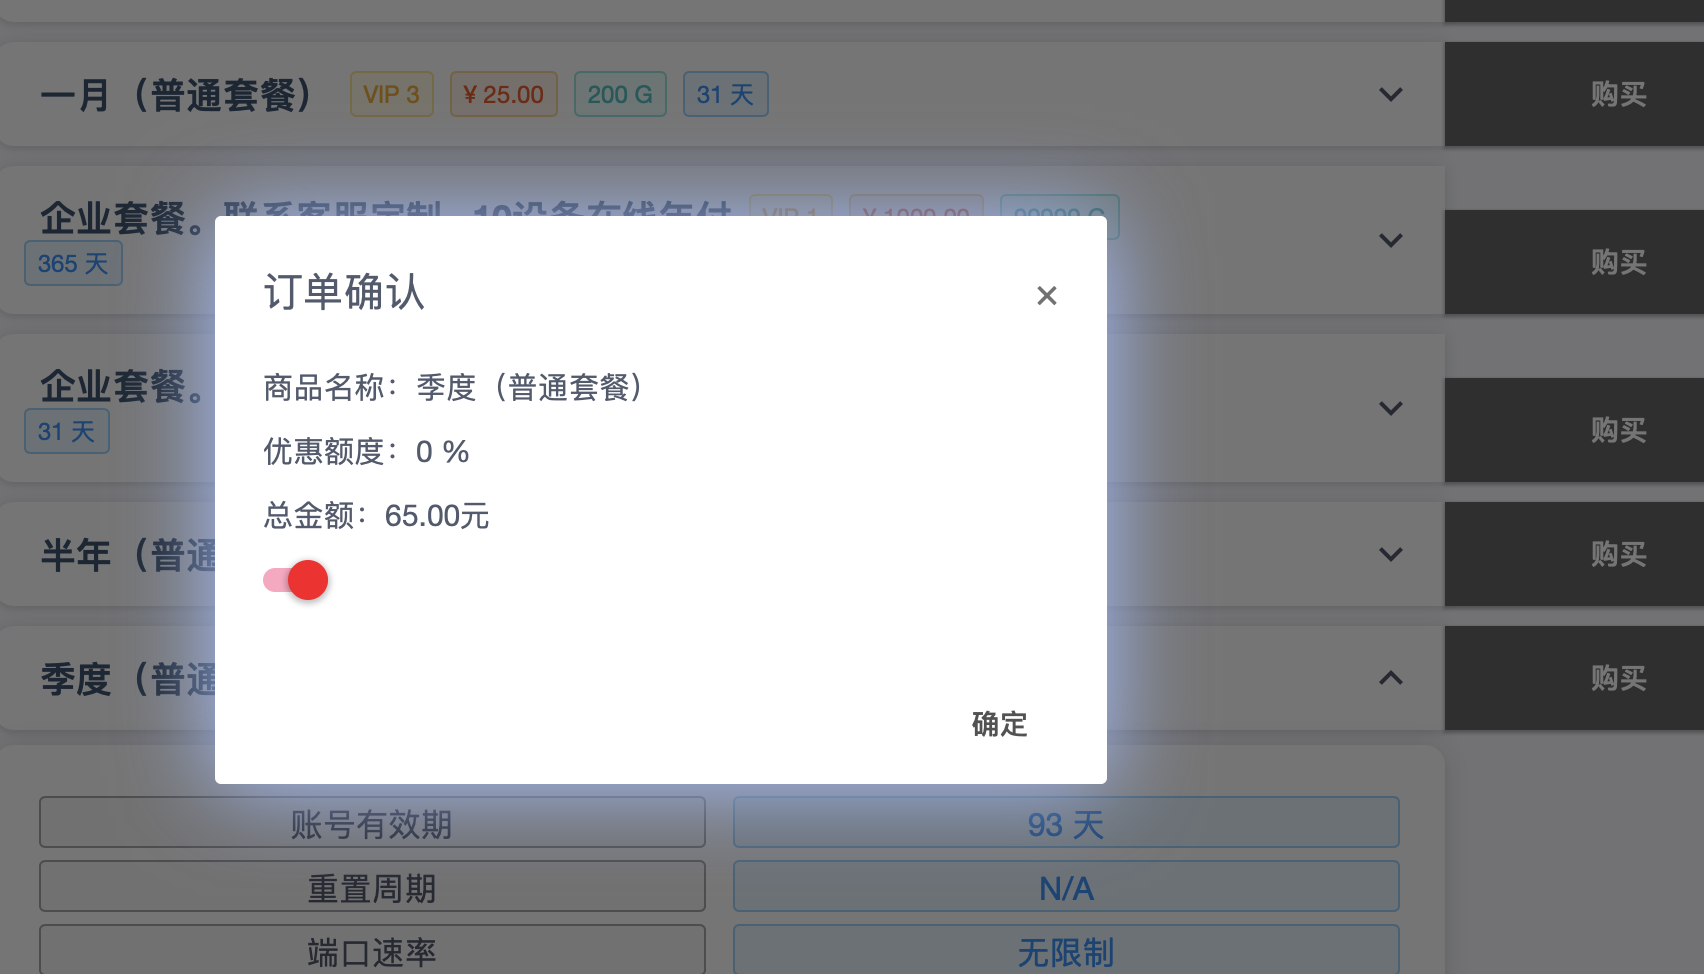 一月（普通套餐） VIP 3 ¥ 25.00 200 G 31 天 购买
企业套餐。联系客服定制，10设备在线年付 VIP 1 ¥ 1000.00
365 天 购买
订单确认 ×
商品名称：季度（普通套餐）
企业套餐。
31 天 购买
优惠额度：0 %
总金额：65.00元
半年（普通 购买
季度（普通 购买
确定
账号有效期 93 天
重置周期 N/A
端口速率 无限制